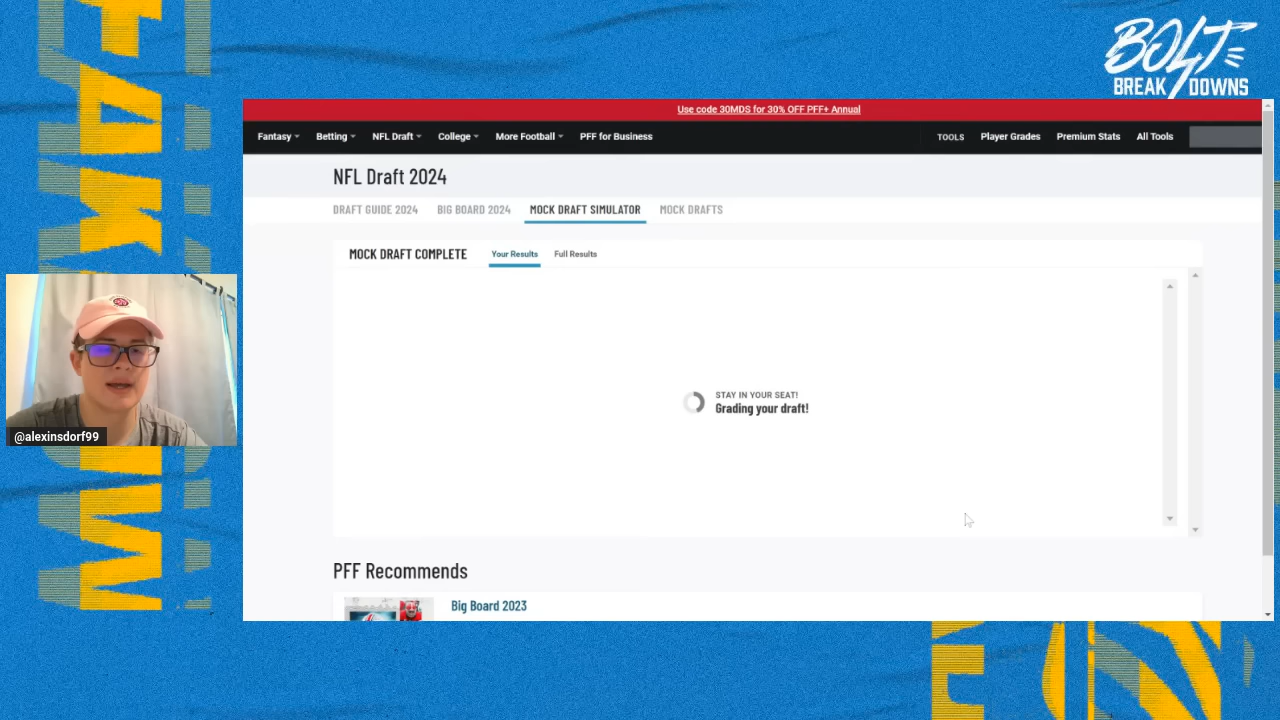 BOLT
BREAK DOWNS
Use code 30MDS for 30% OFF PFF+ Annual
Fantasy Betting NFL Draft College More Football PFF for Business TOOLS Player Grades Premium Stats All Tools
NFL Draft 2024
DRAFT GUIDE 2024 BIG BOARD 2024 MOCK DRAFT SIMULATOR MOCK DRAFTS
MOCK DRAFT COMPLETE Your Results Full Results
STAY IN YOUR SEAT!
Grading your draft!
@alexinsdorf99
PFF Recommends
Big Board 2023